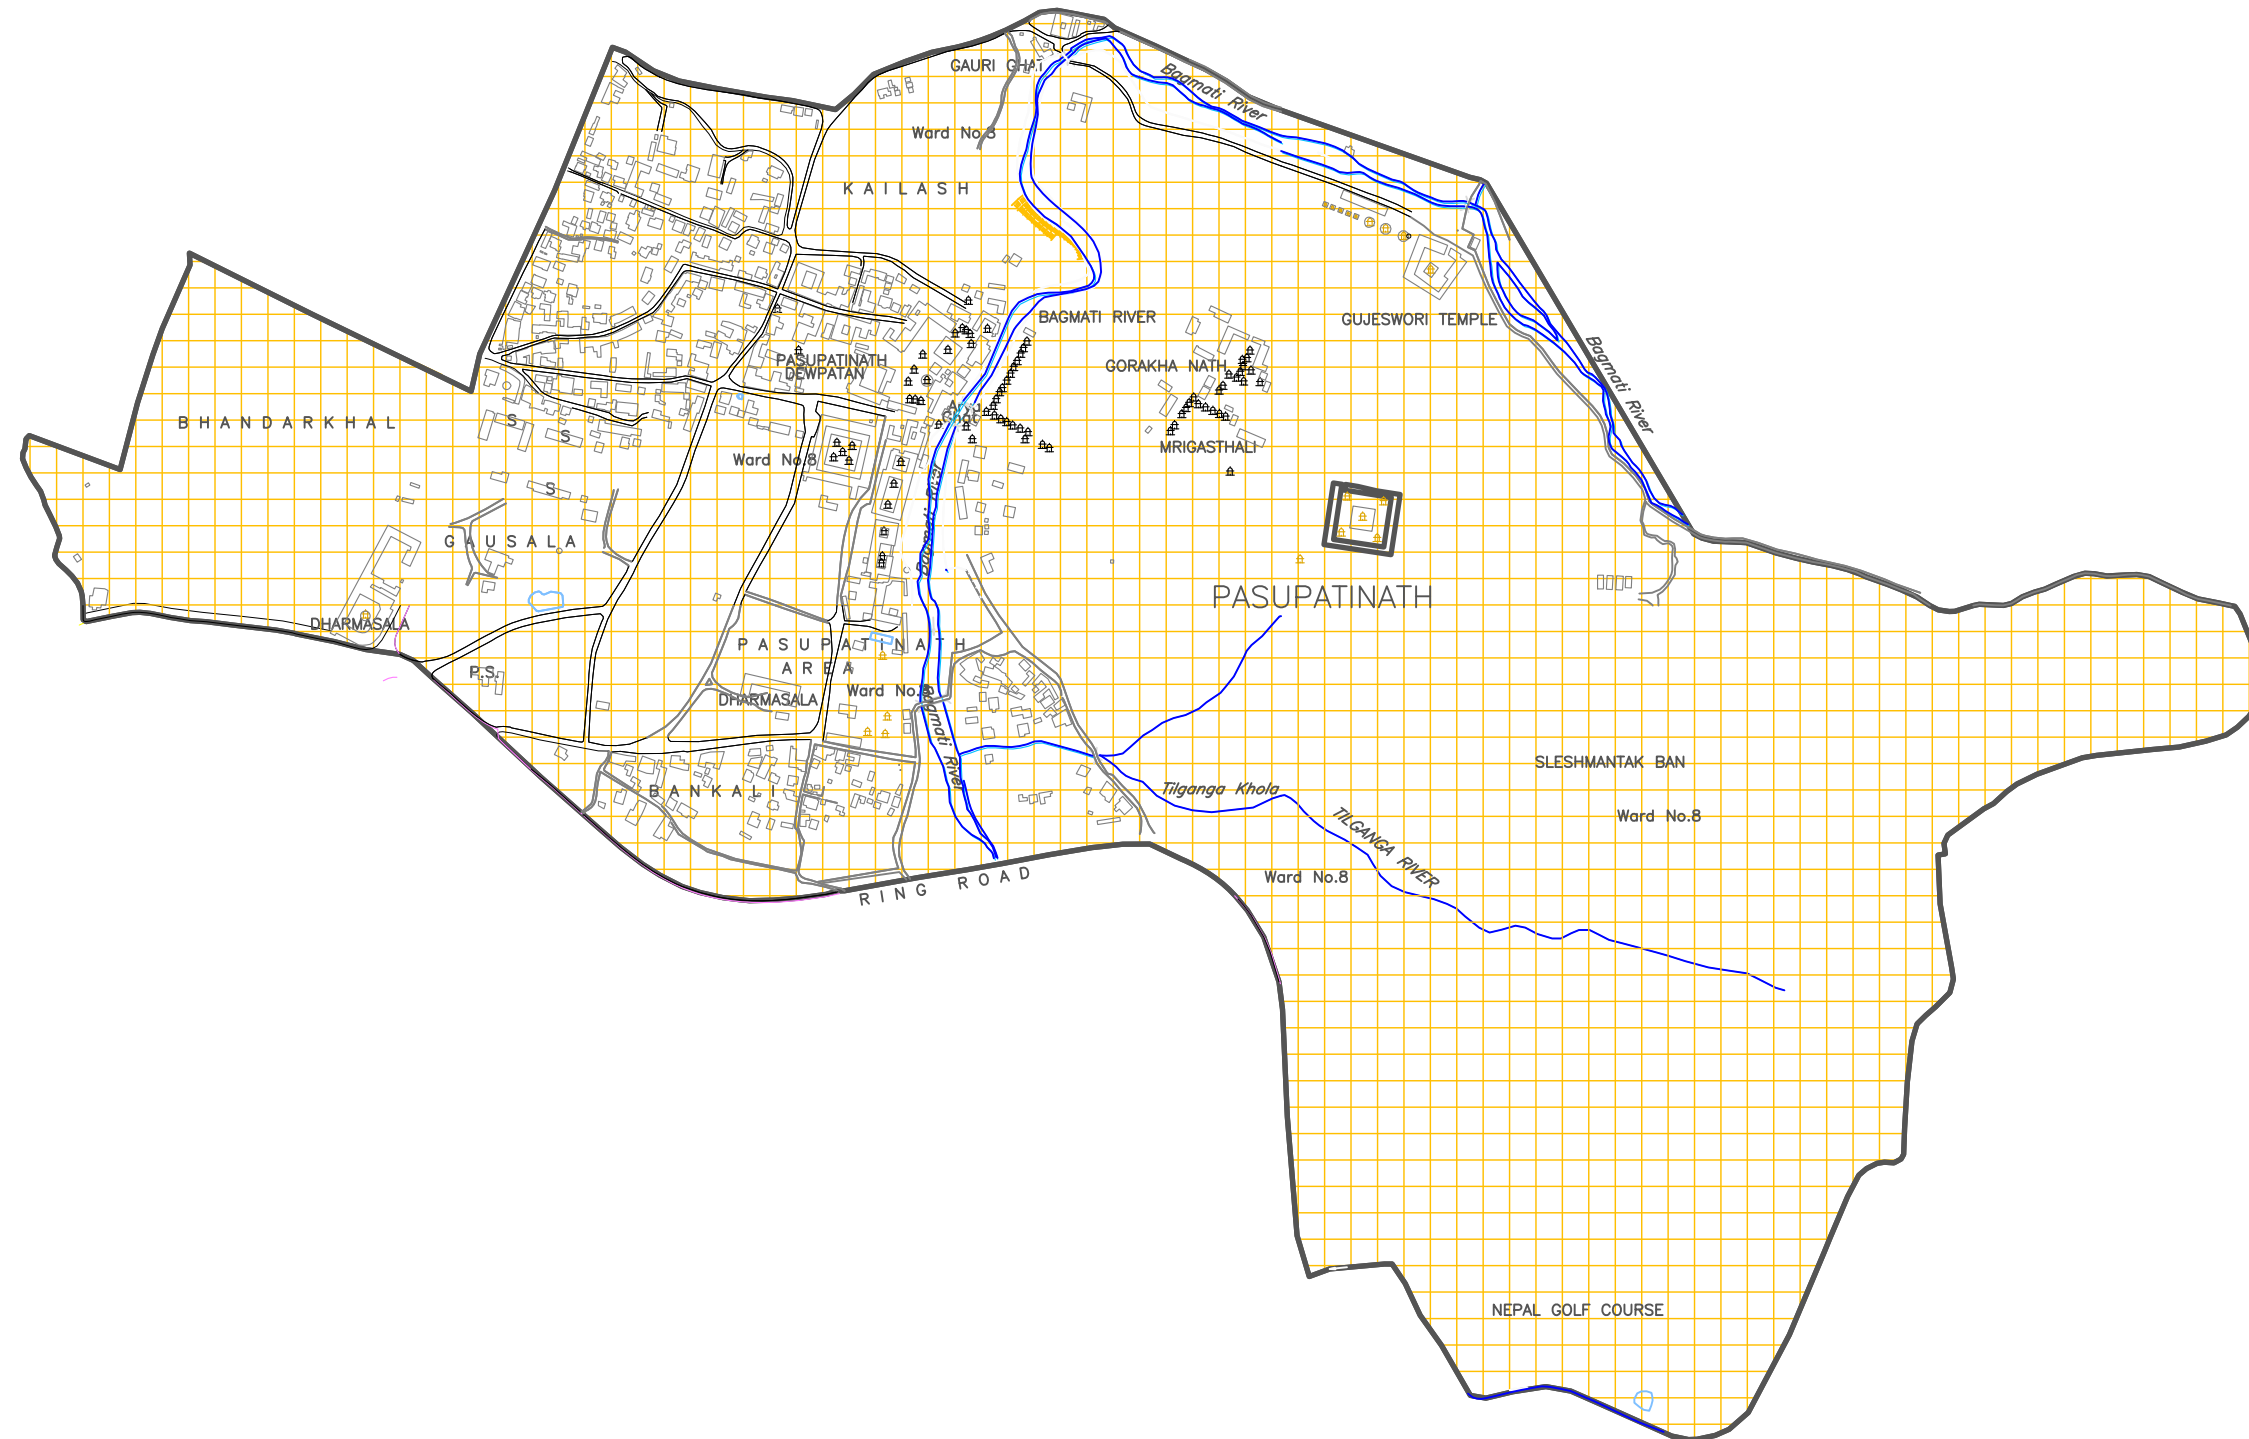 GAURI GHAT
Bagmati River
Ward No.8
KAILASH
BAGMATI RIVER
GUJESWORI TEMPLE
PASUPATINATH
DEWPATAN
GORAKHA NATH
Bagmati River
BHANDARKHAL
S
S
Ward No.8
MRIGASTHALI
S
GAUSALA
Bagmati River
PASUPATINATH
DHARMASALA
PASUPATINATH
AREA
P.S.
Ward No.
DHARMASALA
Bagmati River
SLESHMANTAK BAN
BANKALI
Tilganga Khola
TILGANGA RIVER
Ward No.8
Ward No.8
RING ROAD
NEPAL GOLF COURSE